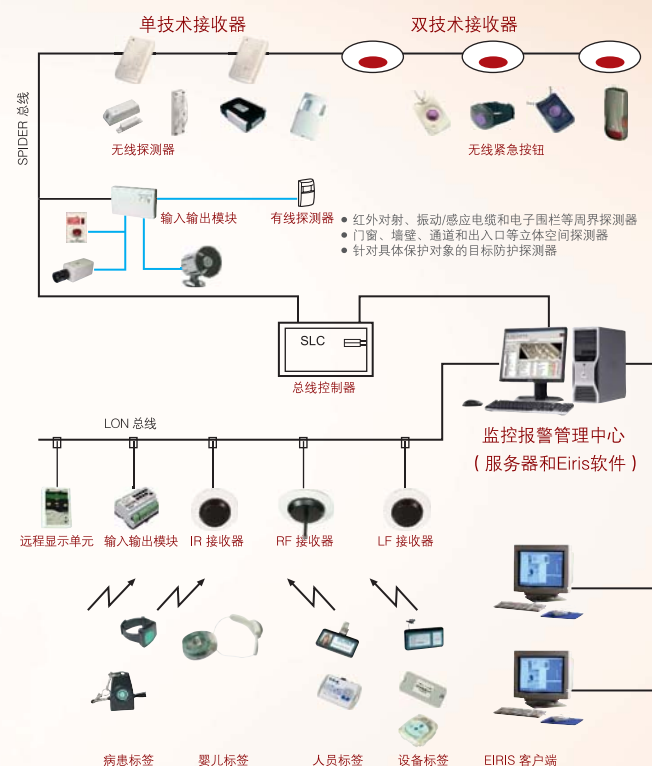 单技术接收器
双技术接收器
SPIDER 总线
无线探测器
无线紧急按钮
输入输出模块
有线探测器
● 红外对射、振动/感应电缆和电子围栏等周界探测器
● 门窗、墙壁、通道和出入口等立体空间探测器
● 针对具体保护对象的目标防护探测器
SLC
总线控制器
监控报警管理中心
(服务器和Eiris软件)
LON 总线
远程显示单元
输入输出模块
IR 接收器
RF 接收器
LF 接收器
病患标签
婴儿标签
人员标签
设备标签
EIRIS 客户端